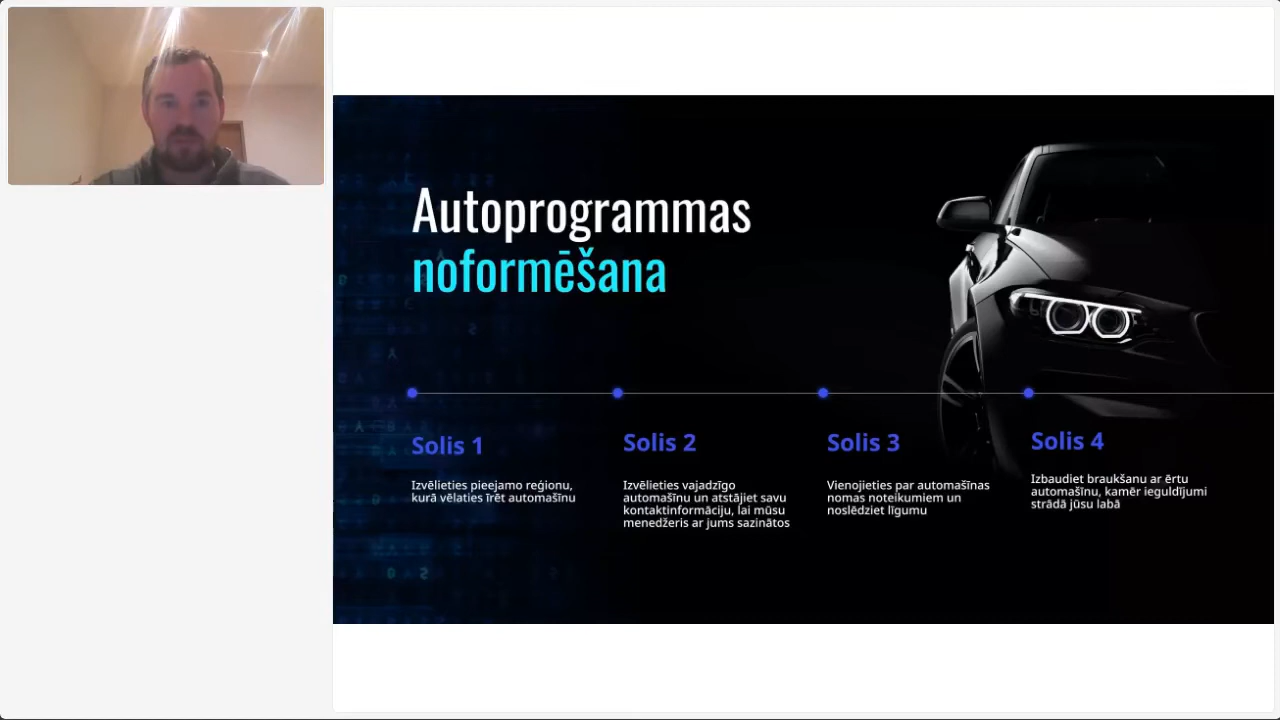 Autoprogrammas
noformēšana
Solis 1
Izvēlieties pieejamo reģionu,
kurā vēlaties īrēt automašīnu
Solis 2
Izvēlieties vajadzīgo
automašīnu un atstājiet savu
kontaktinformāciju, lai mūsu
menedžeris ar jums sazinātos
Solis 3
Vienojieties par automašīnas
nomas noteikumiem un
noslēdziet līgumu
Solis 4
Izbaudiet braukšanu ar ērtu
automašīnu, kamēr ieguldījumi
strādā jūsu labā